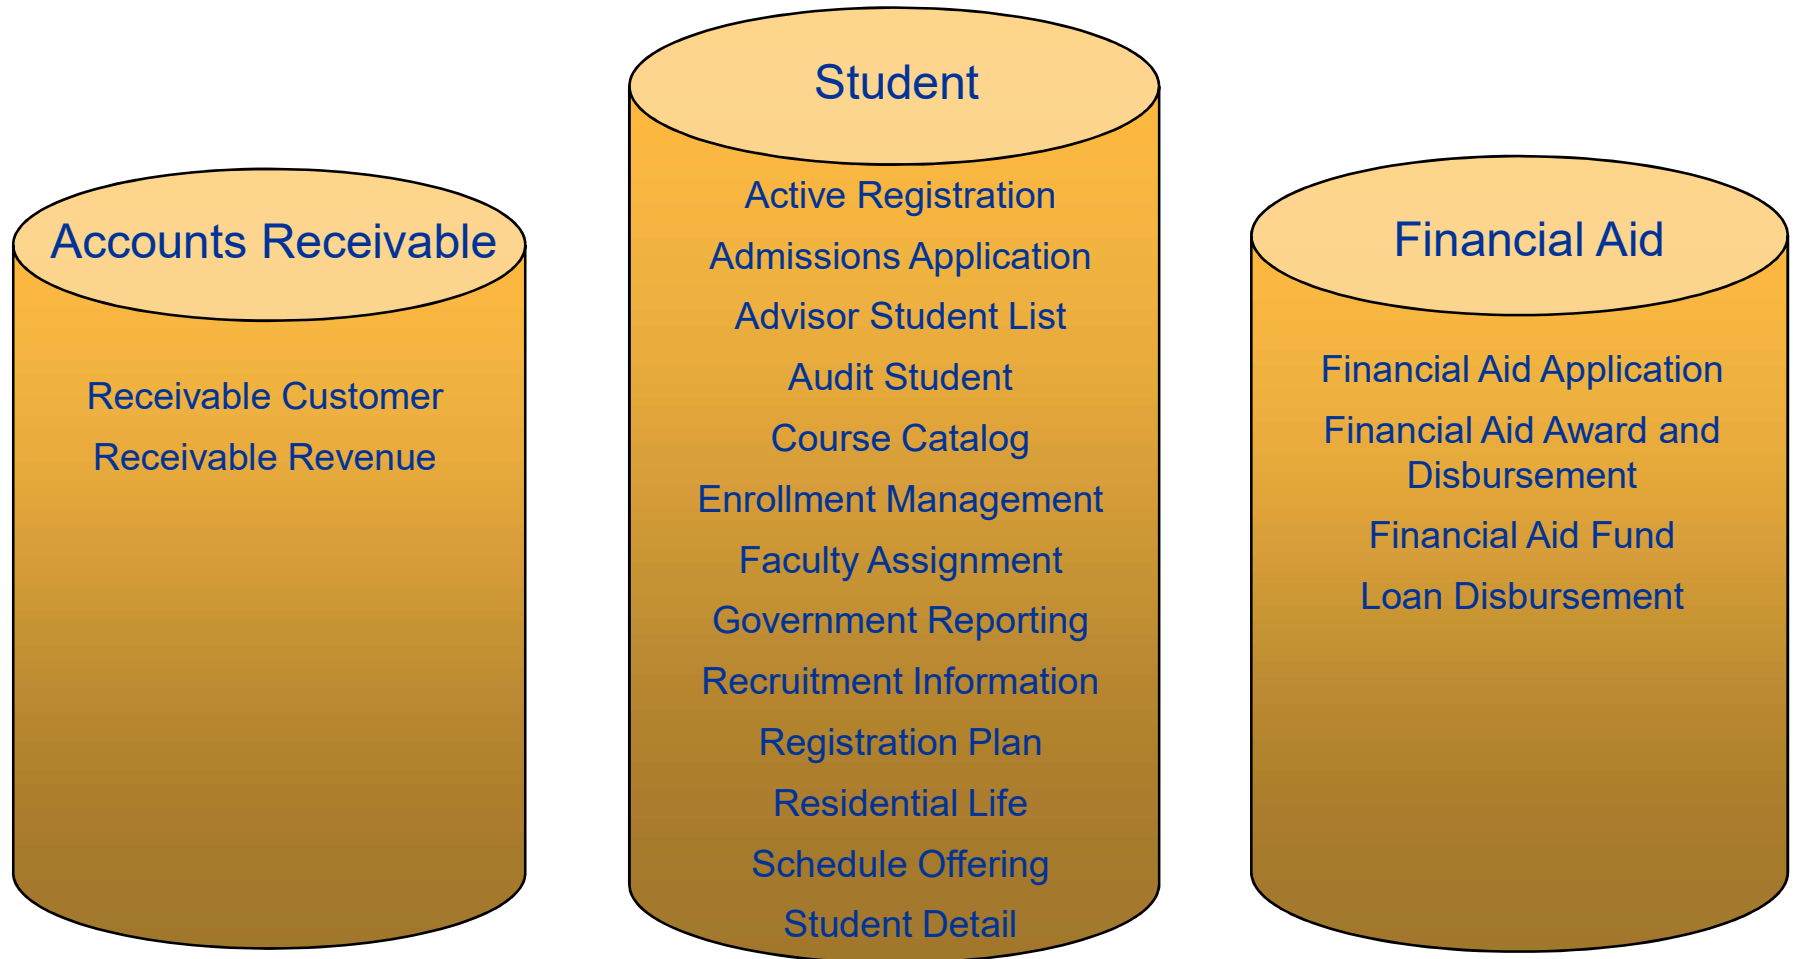 Accounts Receivable
Receivable Customer
Receivable Revenue
Student
Active Registration
Admissions Application
Advisor Student List
Audit Student
Course Catalog
Enrollment Management
Faculty Assignment
Government Reporting
Recruitment Information
Registration Plan
Residential Life
Schedule Offering
Student Detail
Financial Aid
Financial Aid Application
Financial Aid Award and
Disbursement
Financial Aid Fund
Loan Disbursement